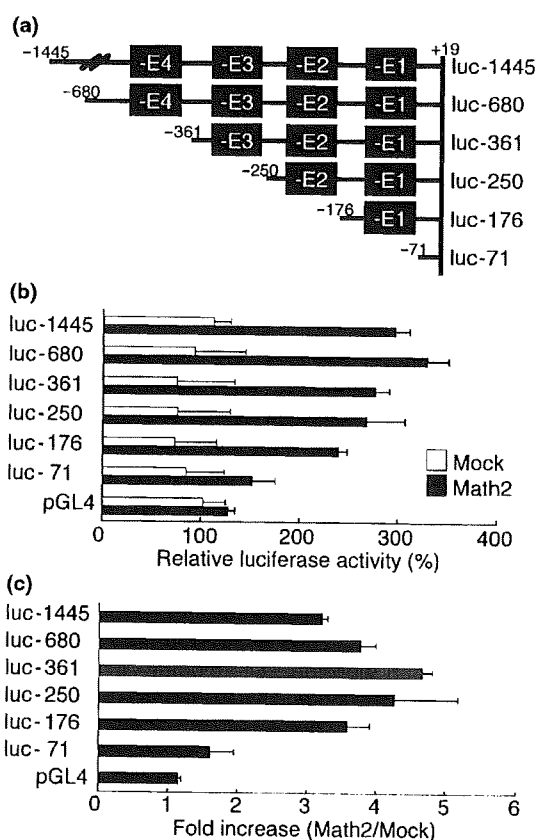 (a)
+19
-1445 -E4 -E3 -E2 -E1 luc-1445
-680 -E4 -E3 -E2 -E1 luc-680
-361 -E3 -E2 -E1 luc-361
-250 -E2 -E1 luc-250
-176 -E1 luc-176
-71 luc-71
(b)
luc-1445
luc-680
luc-361
luc-250
luc-176
luc-71
pGL4
Mock
Math2
0 100 200 300 400
Relative luciferase activity (%)
(c)
luc-1445
luc-680
luc-361
luc-250
luc-176
luc- 71
pGL4
0 1 2 3 4 5 6
Fold increase (Math2/Mock)